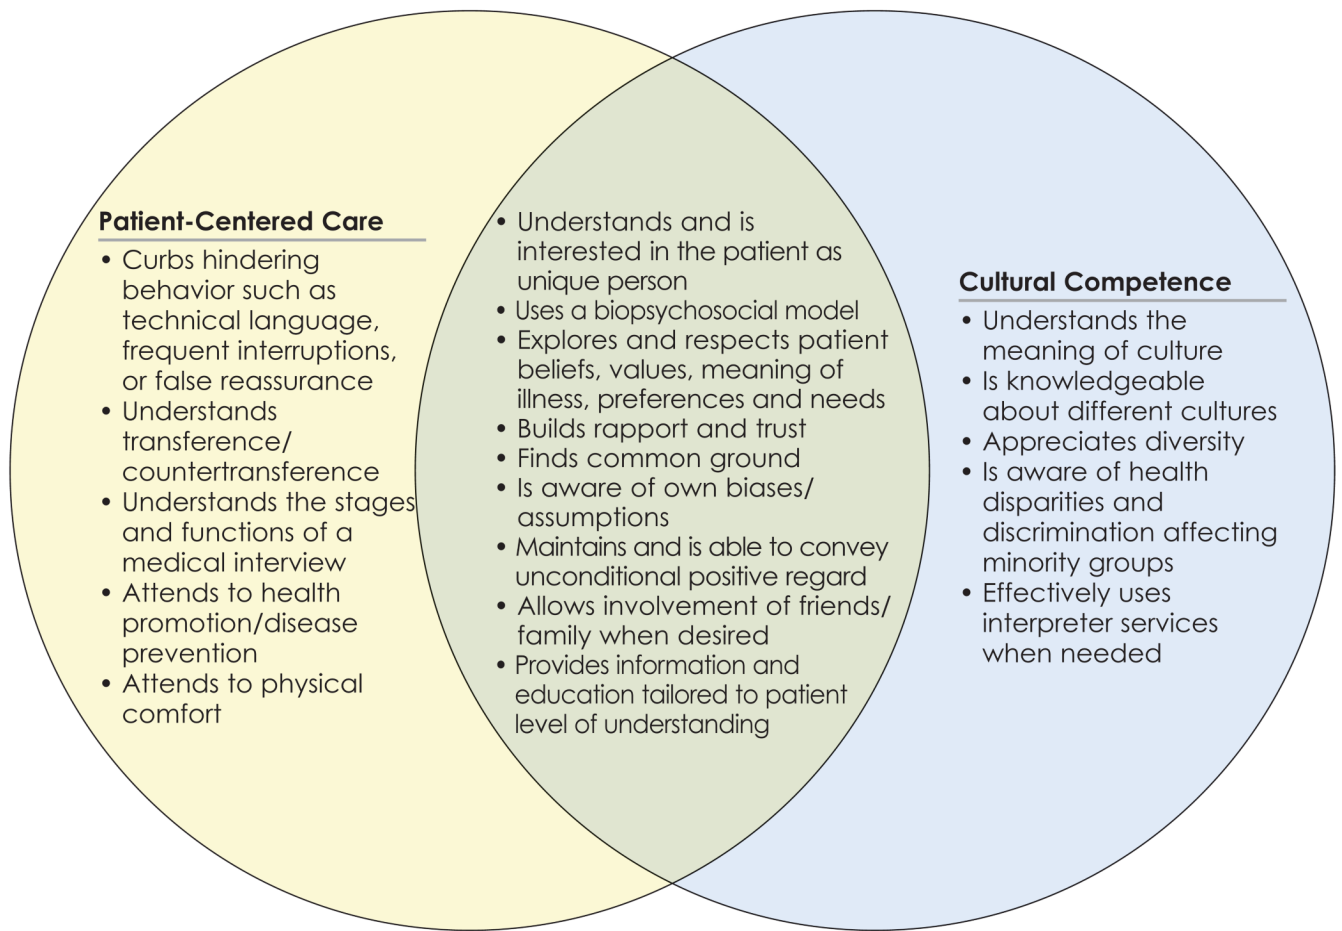 Patient-Centered Care
• Curbs hindering
behavior such as
technical language,
frequent interruptions,
or false reassurance
• Understands
transference/
countertransference
• Understands the stages
and functions of a
medical interview
• Attends to health
promotion/disease
prevention
• Attends to physical
comfort
• Understands and is
interested in the patient as
unique person
• Uses a biopsychosocial model
• Explores and respects patient
beliefs, values, meaning of
illness, preferences and needs
• Builds rapport and trust
• Finds common ground
• Is aware of own biases/
assumptions
• Maintains and is able to convey
unconditional positive regard
• Allows involvement of friends/
family when desired
• Provides information and
education tailored to patient
level of understanding
Cultural Competence
• Understands the
meaning of culture
• Is knowledgeable
about different cultures
• Appreciates diversity
• Is aware of health
disparities and
discrimination affecting
minority groups
• Effectively uses
interpreter services
when needed